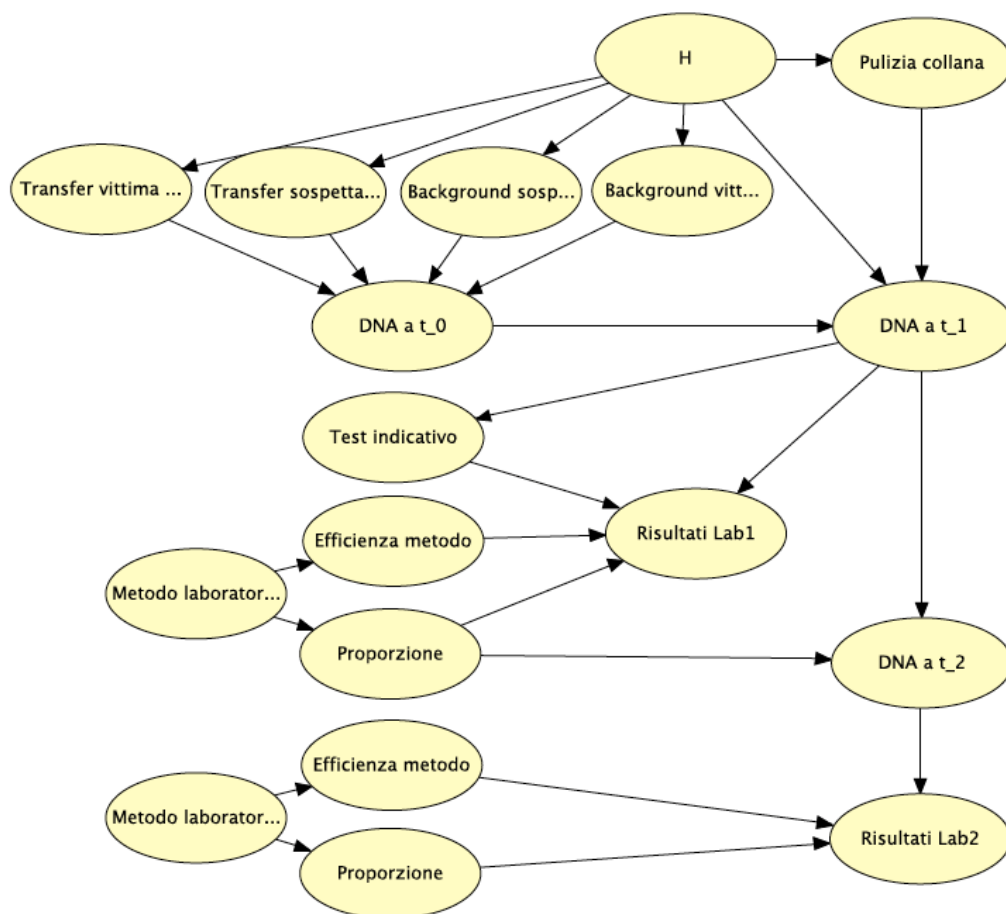 H
Pulizia collana
Transfer vittima ...
Transfer sospetta...
Background sosp...
Background vitt...
DNA a t_0
DNA a t_1
Test indicativo
Risultati Lab1
Efficienza metodo
Metodo laborator...
Proporzione
DNA a t_2
Efficienza metodo
Metodo laborator...
Risultati Lab2
Proporzione